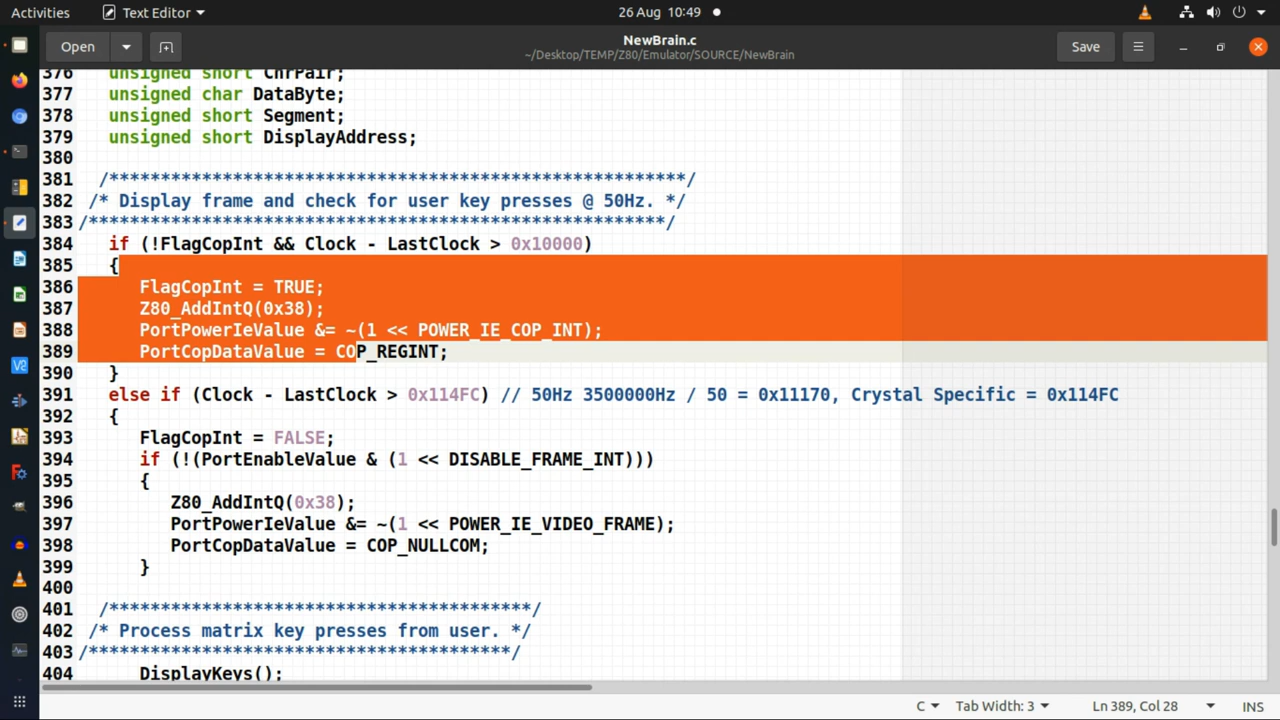 Activities
Text Editor
26 Aug 10:49
Open
NewBrain.c
~/Desktop/TEMP/Z80/Emulator/SOURCE/NewBrain
Save
376 unsigned short ChrPair;
377 unsigned char DataByte;
378 unsigned short Segment;
379 unsigned short DisplayAddress;
380
381 /********************************************************/
382 /* Display frame and check for user key presses @ 50Hz. */
383 /********************************************************/
384 if (!FlagCopInt && Clock - LastClock > 0x10000)
385 {
386 FlagCopInt = TRUE;
387 Z80_AddIntQ(0x38);
388 PortPowerIeValue &= ~(1 << POWER_IE_COP_INT);
389 PortCopDataValue = COP_REGINT;
390 }
391 else if (Clock - LastClock > 0x114FC) // 50Hz 3500000Hz / 50 = 0x11170, Crystal Specific = 0x114FC
392 {
393 FlagCopInt = FALSE;
394 if (!(PortEnableValue & (1 << DISABLE_FRAME_INT)))
395 {
396 Z80_AddIntQ(0x38);
397 PortPowerIeValue &= ~(1 << POWER_IE_VIDEO_FRAME);
398 PortCopDataValue = COP_NULLCOM;
399 }
400
401 /*****************************************/
402 /* Process matrix key presses from user. */
403 /*****************************************/
404 DisplayKeys();
C
Tab Width: 3
Ln 389, Col 28
INS